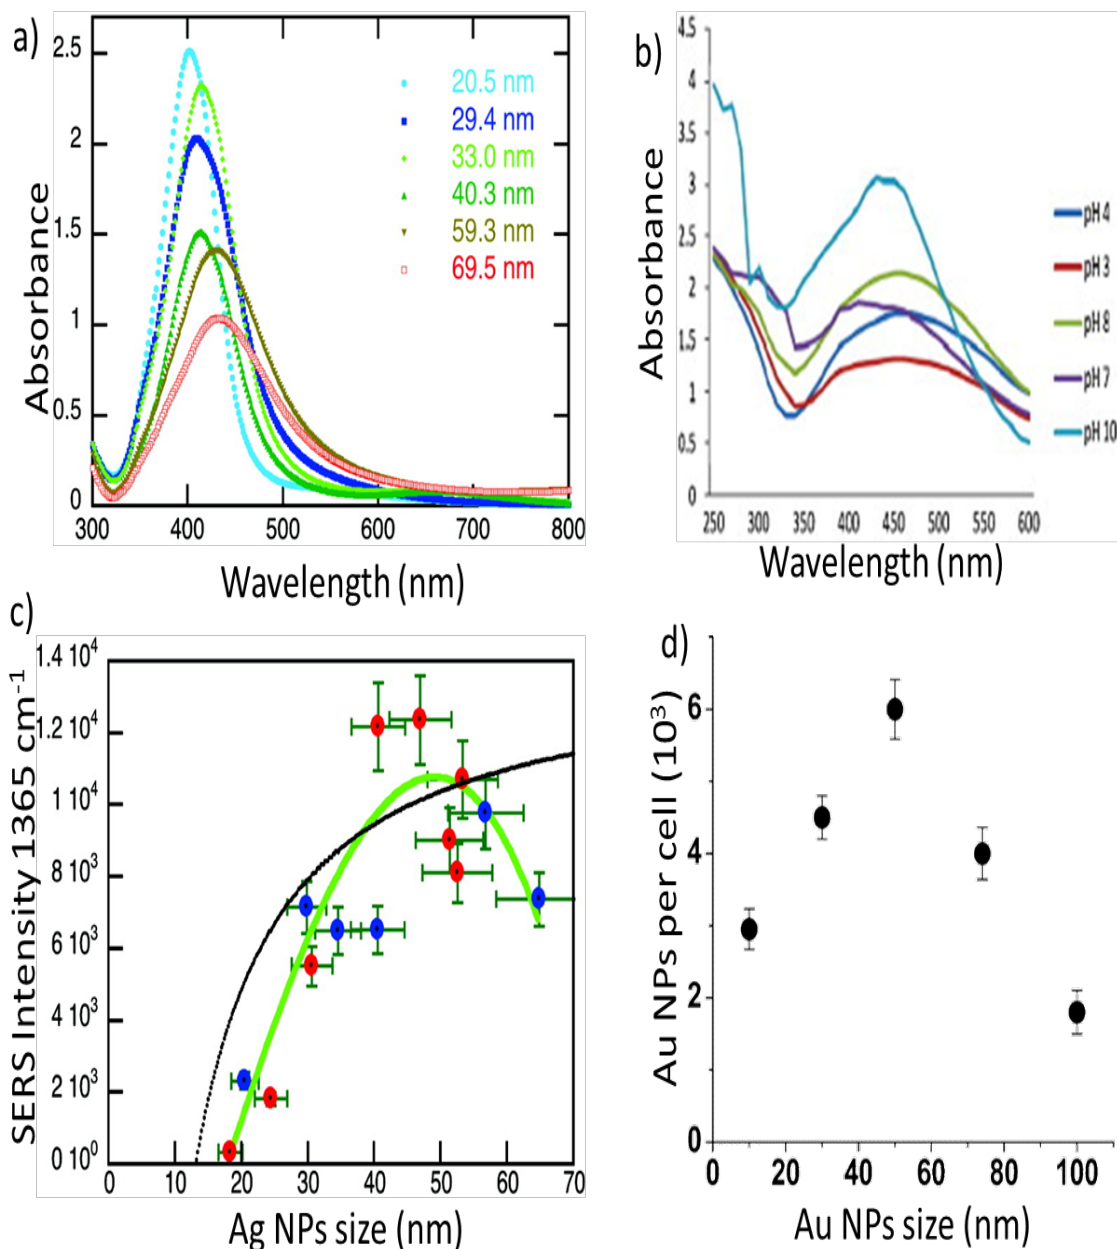 a)
2.5
2
1.5
1
0.5
0
300 400 500 600 700 800
Absorbance
Wavelength (nm)
20.5 nm
29.4 nm
33.0 nm
40.3 nm
59.3 nm
69.5 nm
b)
4.5
4
3.5
3
2.5
2
1.5
1
0.5
0
250 300 350 400 450 500 550 600
Absorbance
Wavelength (nm)
pH 4
pH 3
pH 8
pH 7
pH 10
c)
1.4 10⁴
1.2 10⁴
1 10⁴
8 10³
6 10³
4 10³
2 10³
0 10⁰
0 10 20 30 40 50 60 70
SERS Intensity 1365 cm⁻¹
Ag NPs size (nm)
d)
6
4
2
0
0 20 40 60 80 100
Au NPs per cell (10³)
Au NPs size (nm)